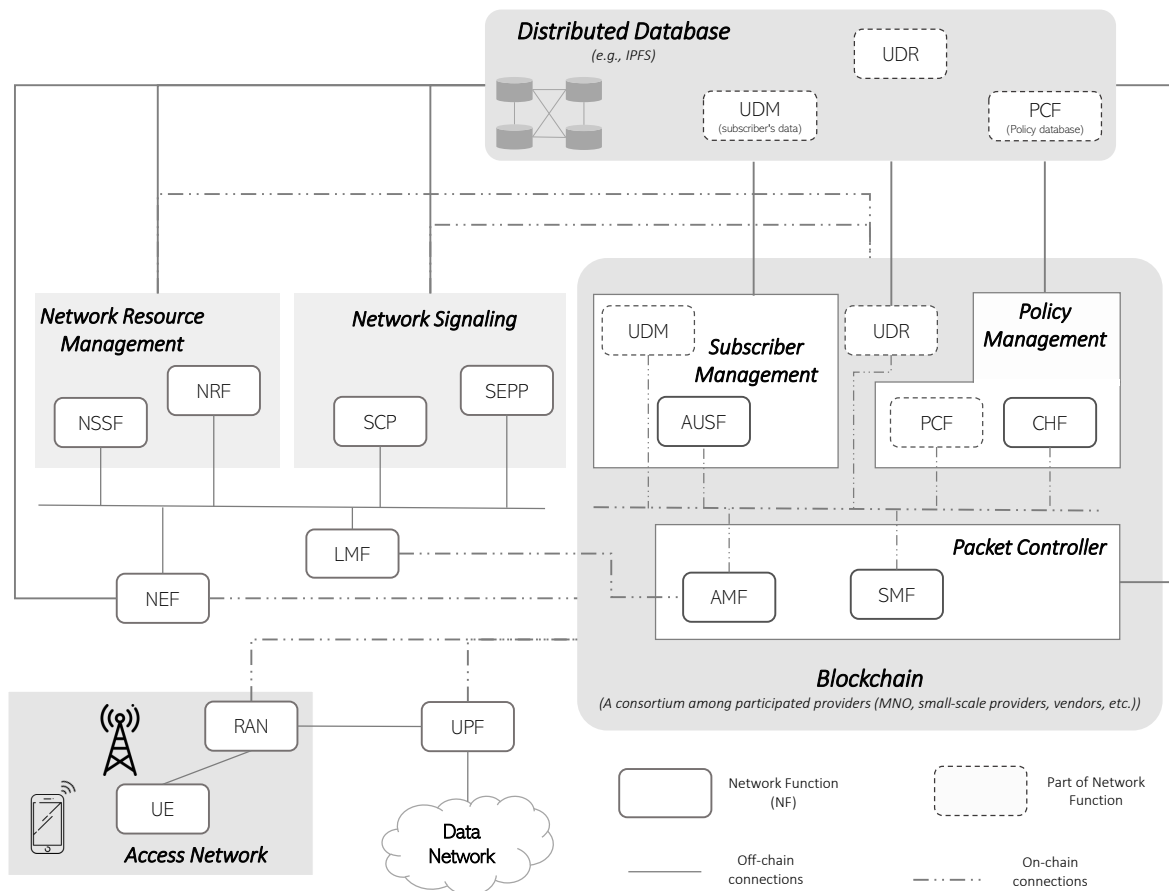 Distributed Database
(e.g., IPFS)
UDR
UDM
(subscriber's data)
PCF
(Policy database)
Network Resource
Management
NRF
NSSF
Network Signaling
SEPP
SCP
UDM
Subscriber
Management
AUSF
UDR
Policy
Management
PCF
CHF
LMF
NEF
Packet Controller
AMF
SMF
Blockchain
(A consortium among participated providers (MNO, small-scale providers, vendors, etc.))
RAN
UPF
UE
Access Network
Data
Network
Network Function
(NF)
Part of Network
Function
Off-chain
connections
On-chain
connections